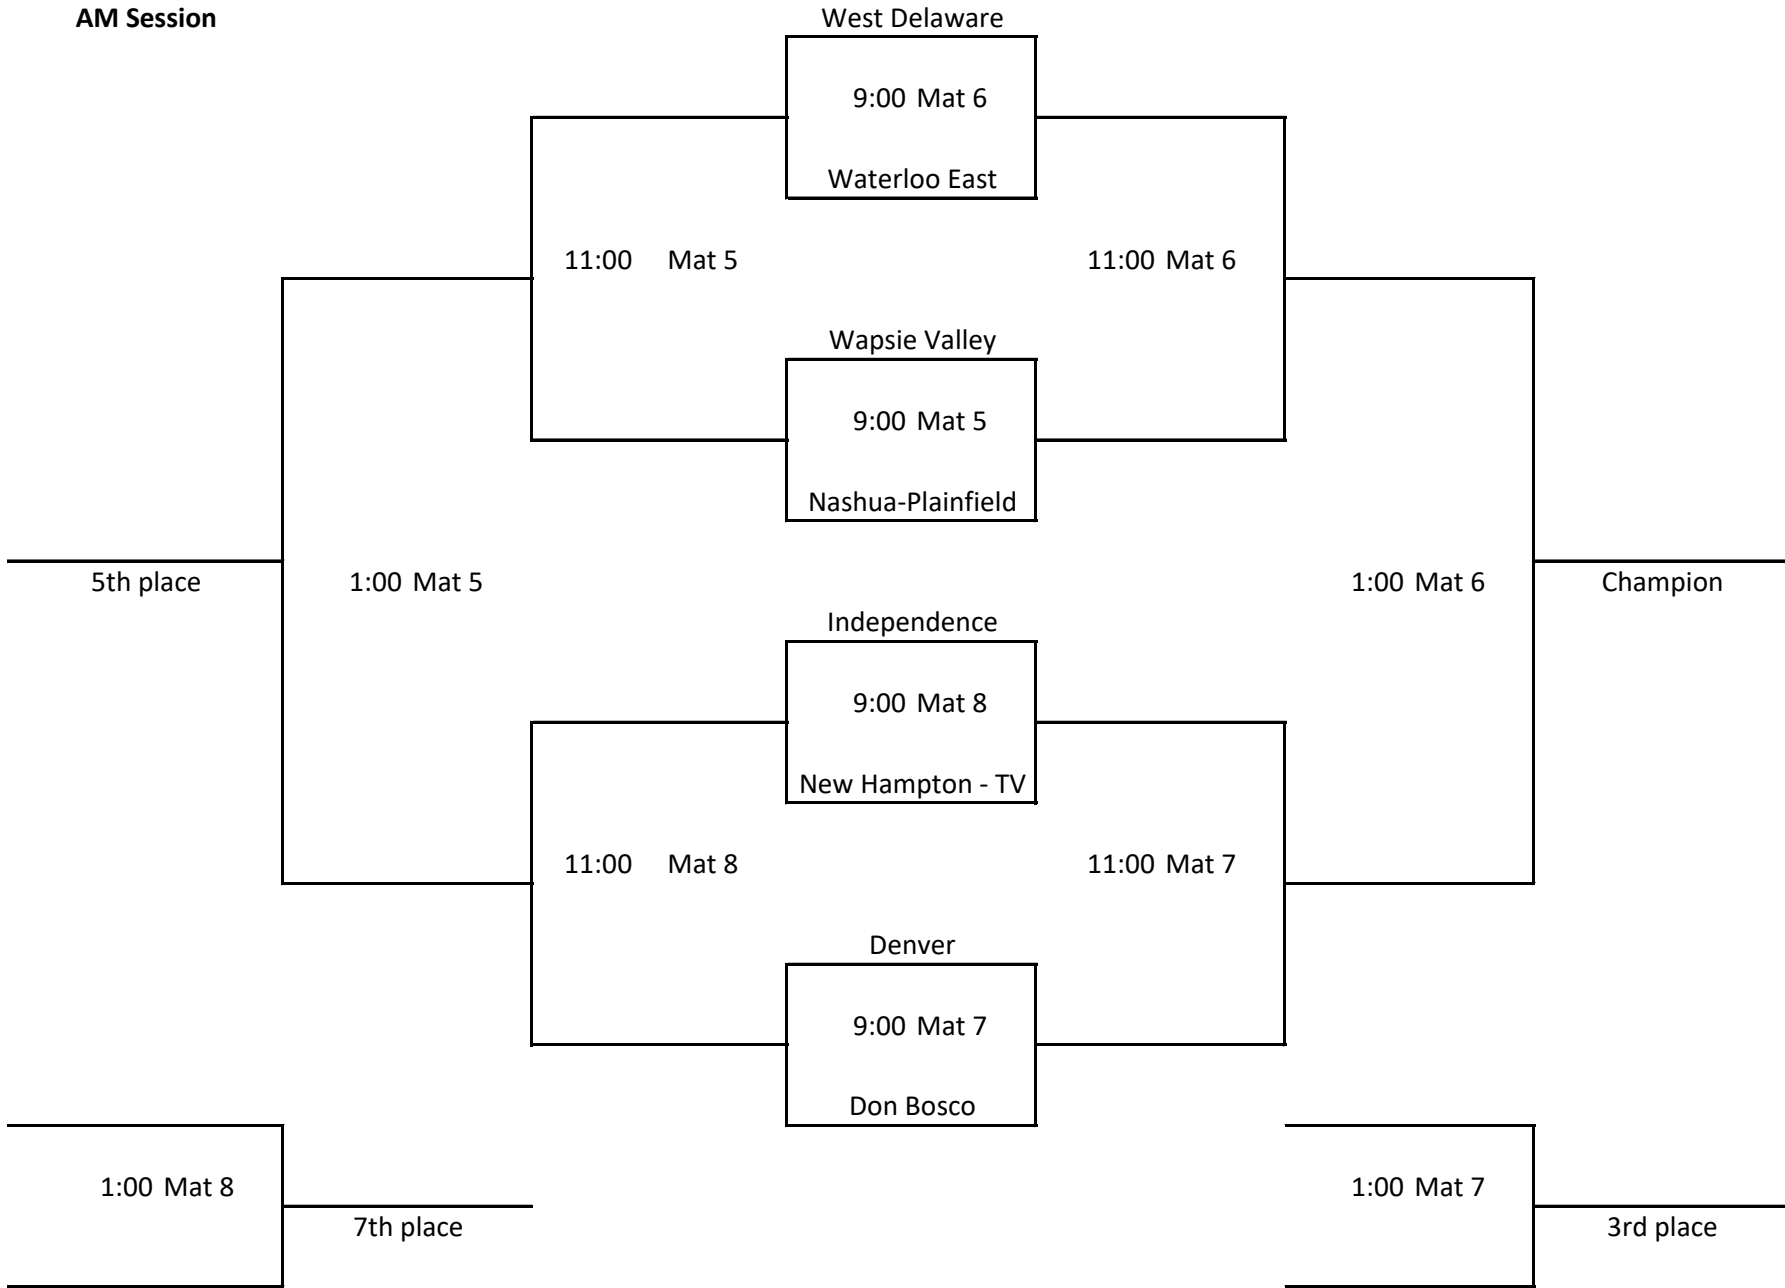 AM Session
West Delaware
9:00 Mat 6
Waterloo East
11:00 Mat 5
11:00 Mat 6
Wapsie Valley
9:00 Mat 5
Nashua-Plainfield
5th place
1:00 Mat 5
1:00 Mat 6
Champion
Independence
9:00 Mat 8
New Hampton - TV
11:00 Mat 8
11:00 Mat 7
Denver
9:00 Mat 7
Don Bosco
1:00 Mat 8
1:00 Mat 7
7th place
3rd place